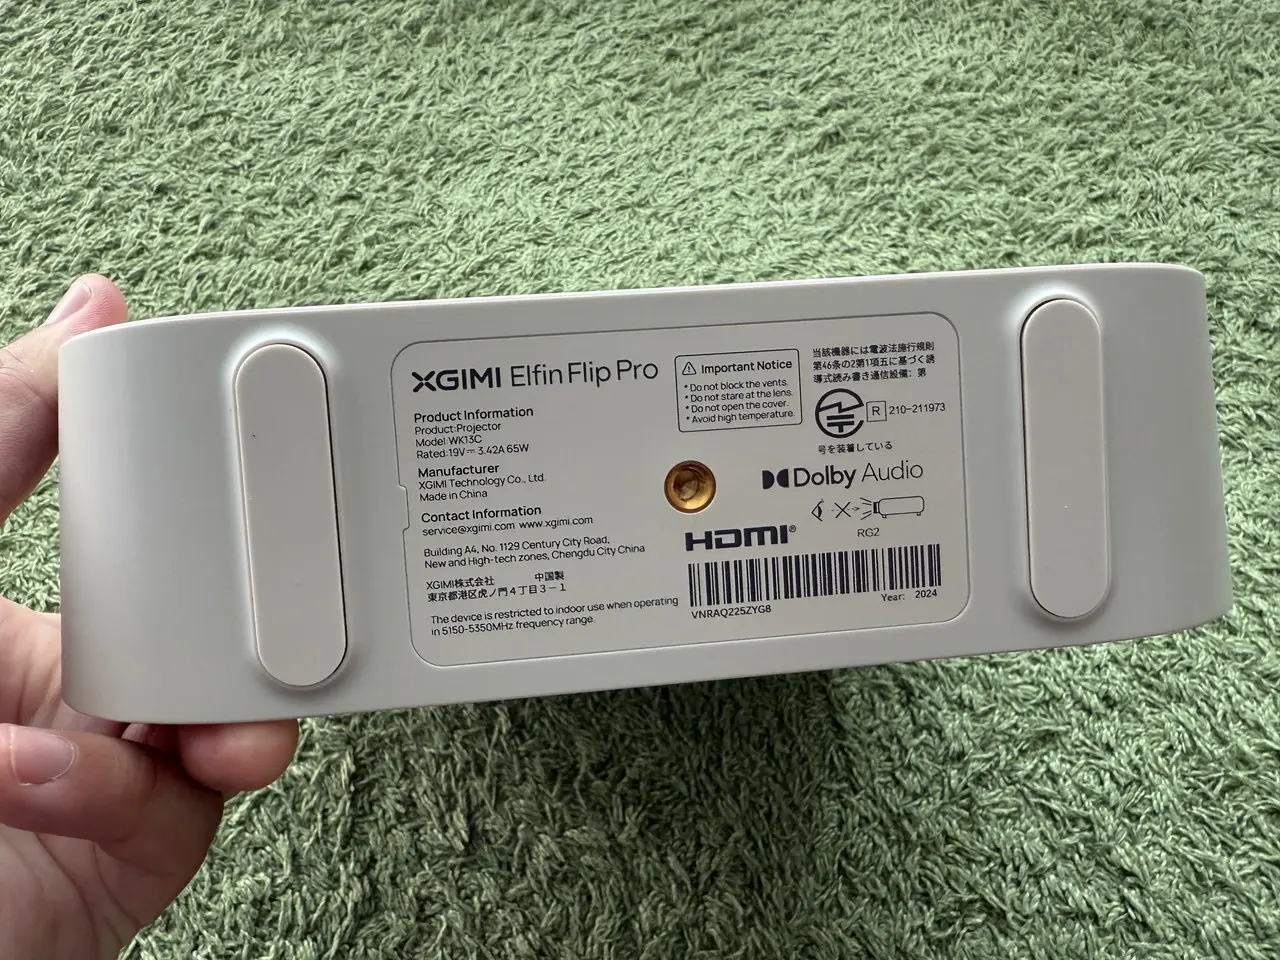 XGIMI Elfin Flip Pro
Product Information
Product:Projector
Model: WK13C
Rated:19V⎓ 3.42A 65W
Manufacturer
XGIMI Technology Co., Ltd.
Made in China
Contact Information
service@xgimi.com www.xgimi.com
Building A4, No. 1129 Century City Road,
New and High-tech zones, Chengdu City China
XGIMI株式会社 中国製
東京都港区虎ノ門4丁目3－1
The device is restricted to indoor use when operating
in 5150-5350MHz frequency range.
Important Notice
* Do not block the vents.
* Do not stare at the lens.
* Do not open the cover.
* Avoid high temperature.
当該機器には電波法施行規則
第46条の2第1項五に基づく誘
導式読み書き通信設備：第
R 210-211973
号を装着している
Dolby Audio
RG2
HDMI®
VNRAQ225ZYG8
Year: 2024